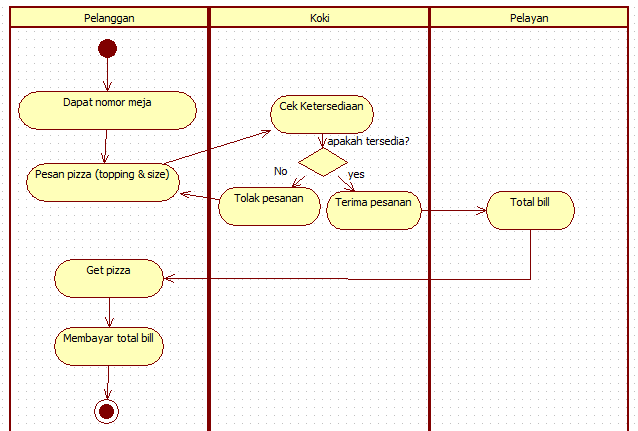 Pelanggan
Koki
Pelayan
Dapat nomor meja
Cek Ketersediaan
apakah tersedia?
Pesan pizza (topping & size)
No
yes
Tolak pesanan
Terima pesanan
Total bill
Get pizza
Membayar total bill